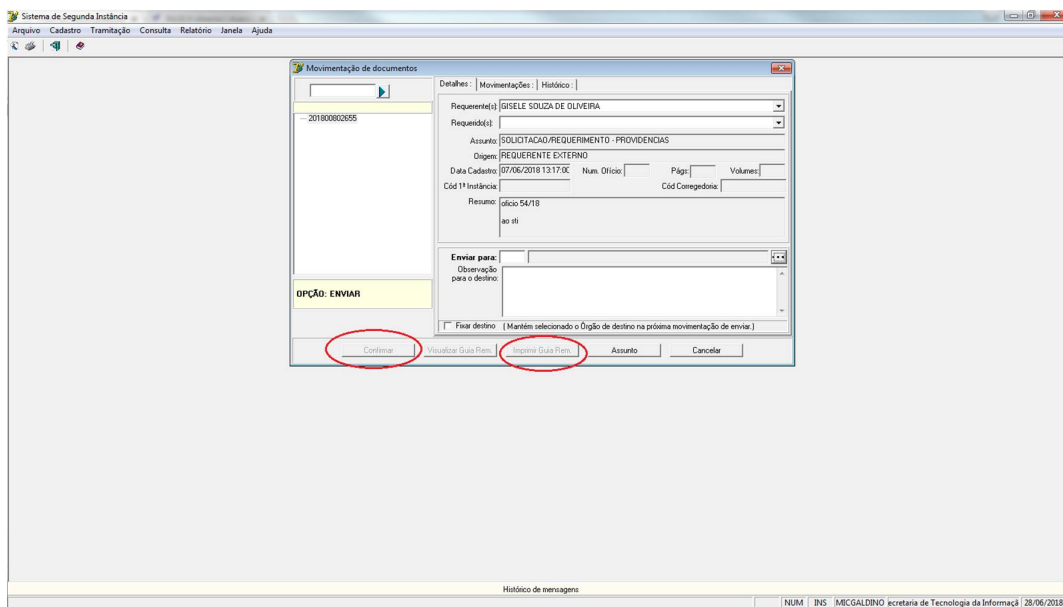 Sistema de Segunda Instância
Arquivo Cadastro Tramitação Consulta Relatório Janela Ajuda
Movimentação de documentos
201800802655
OPÇÃO: ENVIAR
Detalhes: Movimentações: Histórico:
Requerente(s): GISELE SOUZA DE OLIVEIRA
Requerido(s):
Assunto: SOLICITACAO/REQUERIMENTO - PROVIDENCIAS
Origem: REQUERENTE EXTERNO
Data Cadastro: 07/06/2018 13:17:00 Num. Ofício: Págs: Volumes:
Cód 1ª Instância: Cód Corregedoria:
Resumo: oficio 54/18
ao sti
Enviar para:
Observação
para o destino:
Fixar destino (Mantém selecionado o Órgão de destino na próxima movimentação de enviar.)
Confirmar Visualizar Guia Rem. Imprimir Guia Rem. Assunto Cancelar
Histórico de mensagens
NUM INS MICGALDINO ecretaria de Tecnologia da Informaçã 28/06/2018